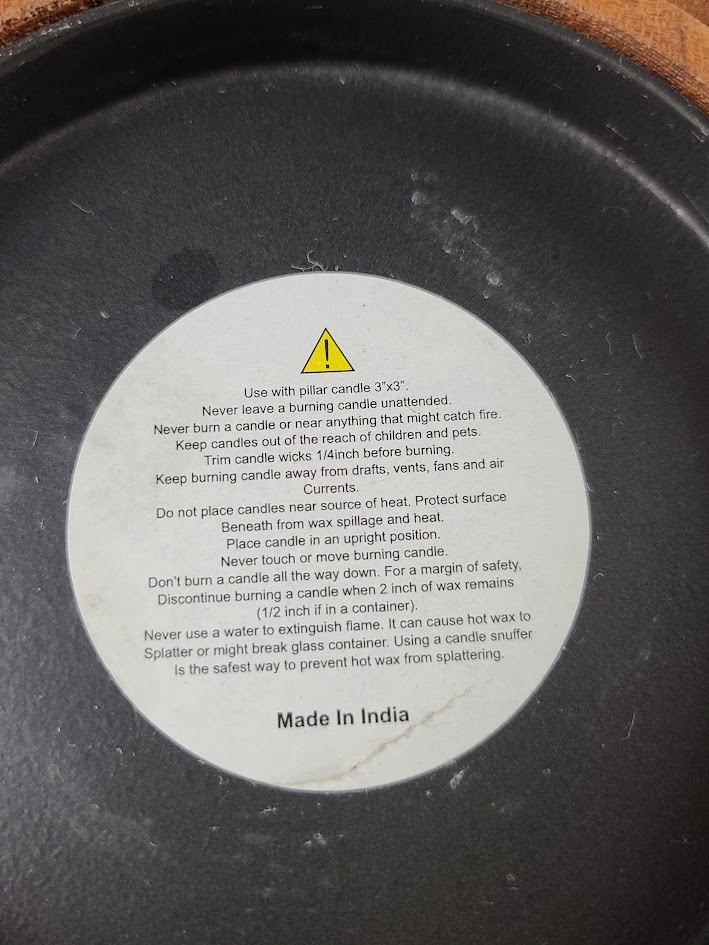 !
Use with pillar candle 3"x3".
Never leave a burning candle unattended.
Never burn a candle or near anything that might catch fire.
Keep candles out of the reach of children and pets.
Trim candle wicks 1/4inch before burning.
Keep burning candle away from drafts, vents, fans and air
Currents.
Do not place candles near source of heat. Protect surface
Beneath from wax spillage and heat.
Place candle in an upright position.
Never touch or move burning candle.
Don't burn a candle all the way down. For a margin of safety,
Discontinue burning a candle when 2 inch of wax remains
(1/2 inch if in a container).
Never use a water to extinguish flame. It can cause hot wax to
Splatter or might break glass container. Using a candle snuffer
Is the safest way to prevent hot wax from splattering.
Made In India